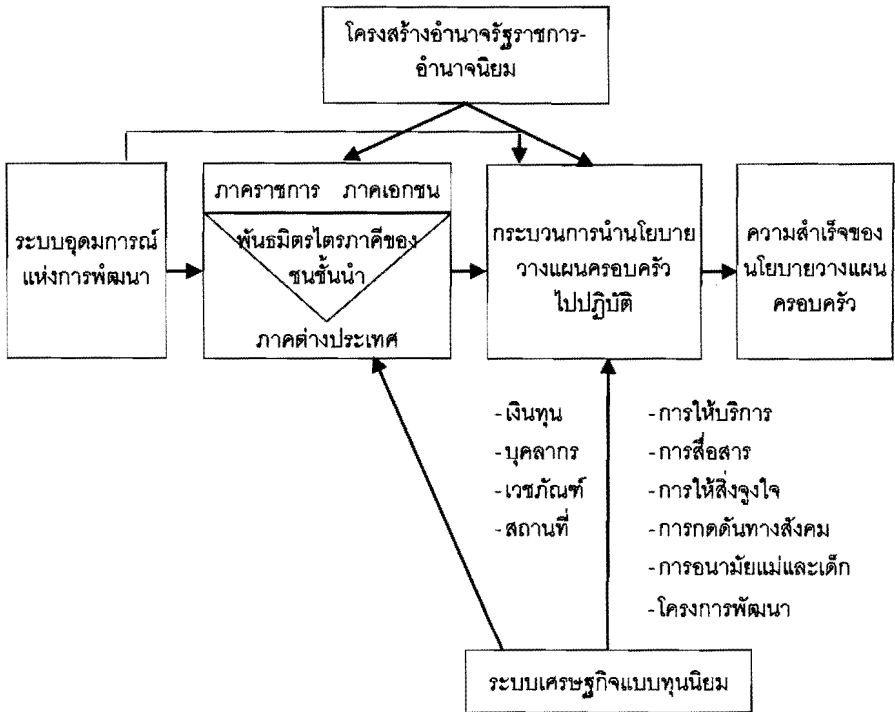 โครงสร้างอำนาจรัฐราชการ-
อำนาจนิยม
ระบบอุดมการณ์
แห่งการพัฒนา
ภาคราชการ ภาคเอกชน
พันธมิตรไตรภาคีของ
ชนชั้นนำ
ภาคต่างประเทศ
กระบวนการนำนโยบาย
วางแผนครอบครัว
ไปปฏิบัติ
ความสำเร็จของ
นโยบายวางแผน
ครอบครัว
-เงินทุน
-บุคลากร
-เวชภัณฑ์
-สถานที่
-การให้บริการ
-การสื่อสาร
-การให้สิ่งจูงใจ
-การกดดันทางสังคม
-การอนามัยแม่และเด็ก
-โครงการพัฒนา
ระบบเศรษฐกิจแบบทุนนิยม